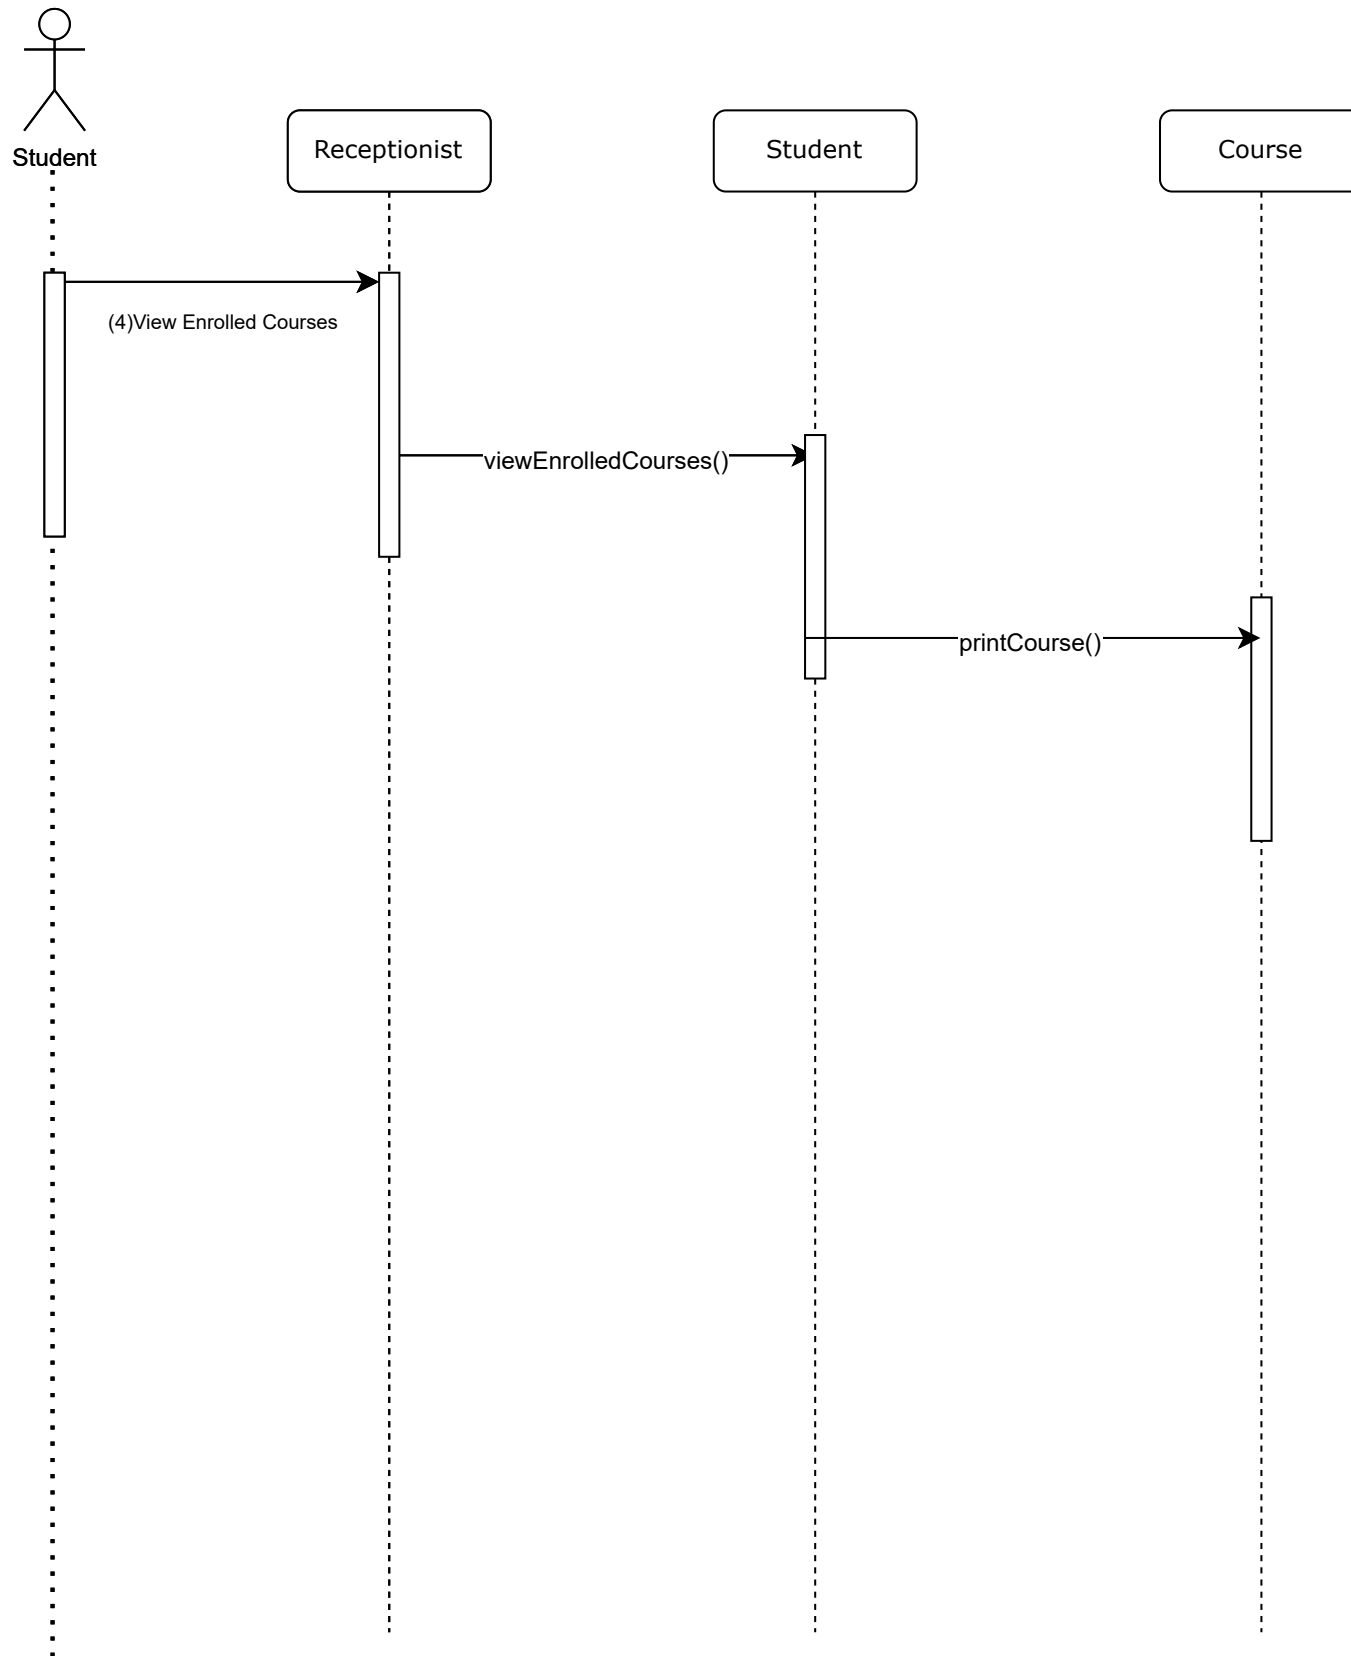 Student
Receptionist
Student
Course
(4)View Enrolled Courses
viewEnrolledCourses()
printCourse()